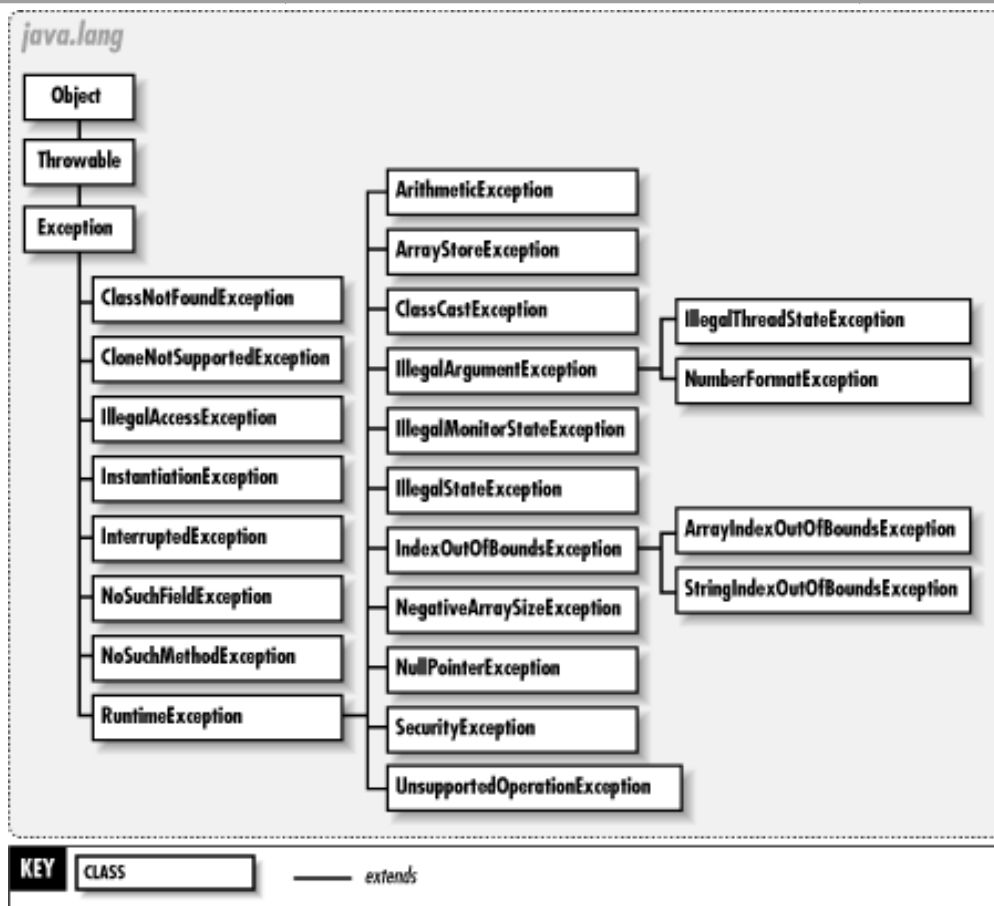 java.lang
Object
Throwable
Exception
ClassNotFoundException
CloneNotSupportedException
IllegalAccessException
InstantiationException
InterruptedException
NoSuchFieldException
NoSuchMethodException
RuntimeException
ArithmeticException
ArrayStoreException
ClassCastException
IllegalArgumentException
IllegalMonitorStateException
IllegalStateException
IndexOutOfBoundsException
NegativeArraySizeException
NullPointerException
SecurityException
UnsupportedOperationException
IllegalThreadStateException
NumberFormatException
ArrayIndexOutOfBoundsException
StringIndexOutOfBoundsException
KEY CLASS extends